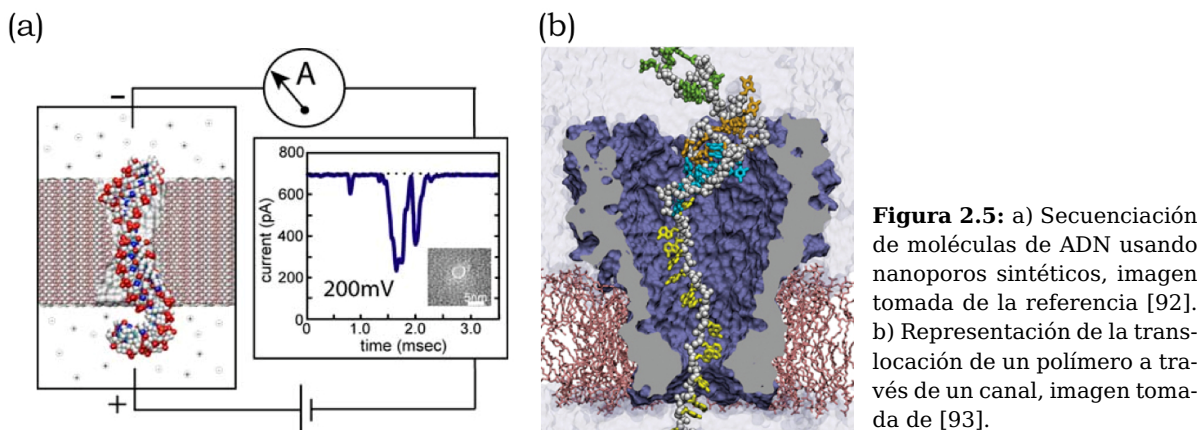 (a)
(b)
A
−
800
600
400
200
0
current (pA)
200mV
0
1.0
2.0
3.0
time (msec)
+
Figura 2.5: a) Secuenciación
de moléculas de ADN usando
nanoporos sintéticos, imagen
tomada de la referencia [92].
b) Representación de la trans-
locación de un polímero a tra-
vés de un canal, imagen toma-
da de [93].